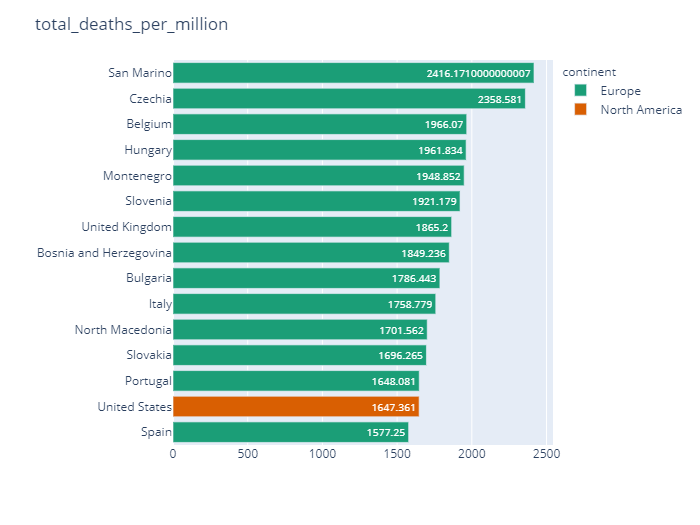 total_deaths_per_million
San Marino 2416.1710000000007
Czechia 2358.581
Belgium 1966.07
Hungary 1961.834
Montenegro 1948.852
Slovenia 1921.179
United Kingdom 1865.2
Bosnia and Herzegovina 1849.236
Bulgaria 1786.443
Italy 1758.779
North Macedonia 1701.562
Slovakia 1696.265
Portugal 1648.081
United States 1647.361
Spain 1577.25
0 500 1000 1500 2000 2500
continent
Europe
North America